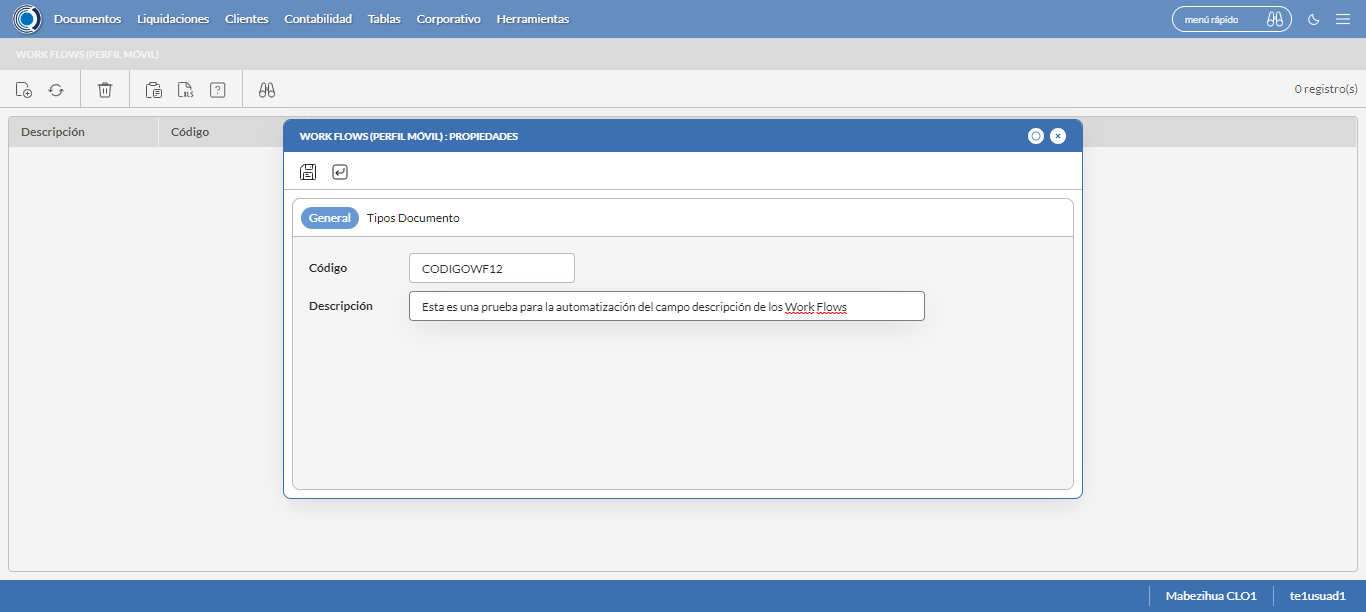 Documentos Liquidaciones Clientes Contabilidad Tablas Corporativo Herramientas menú rápido
WORK FLOWS (PERFIL MÓVIL)
XLS ? 0 registro(s)
Descripción Código
WORK FLOWS (PERFIL MÓVIL) : PROPIEDADES
General Tipos Documento
Código CODIGOWF12
Descripción Esta es una prueba para la automatización del campo descripción de los Work Flows
Mabezihua CLO1 te1usuad1